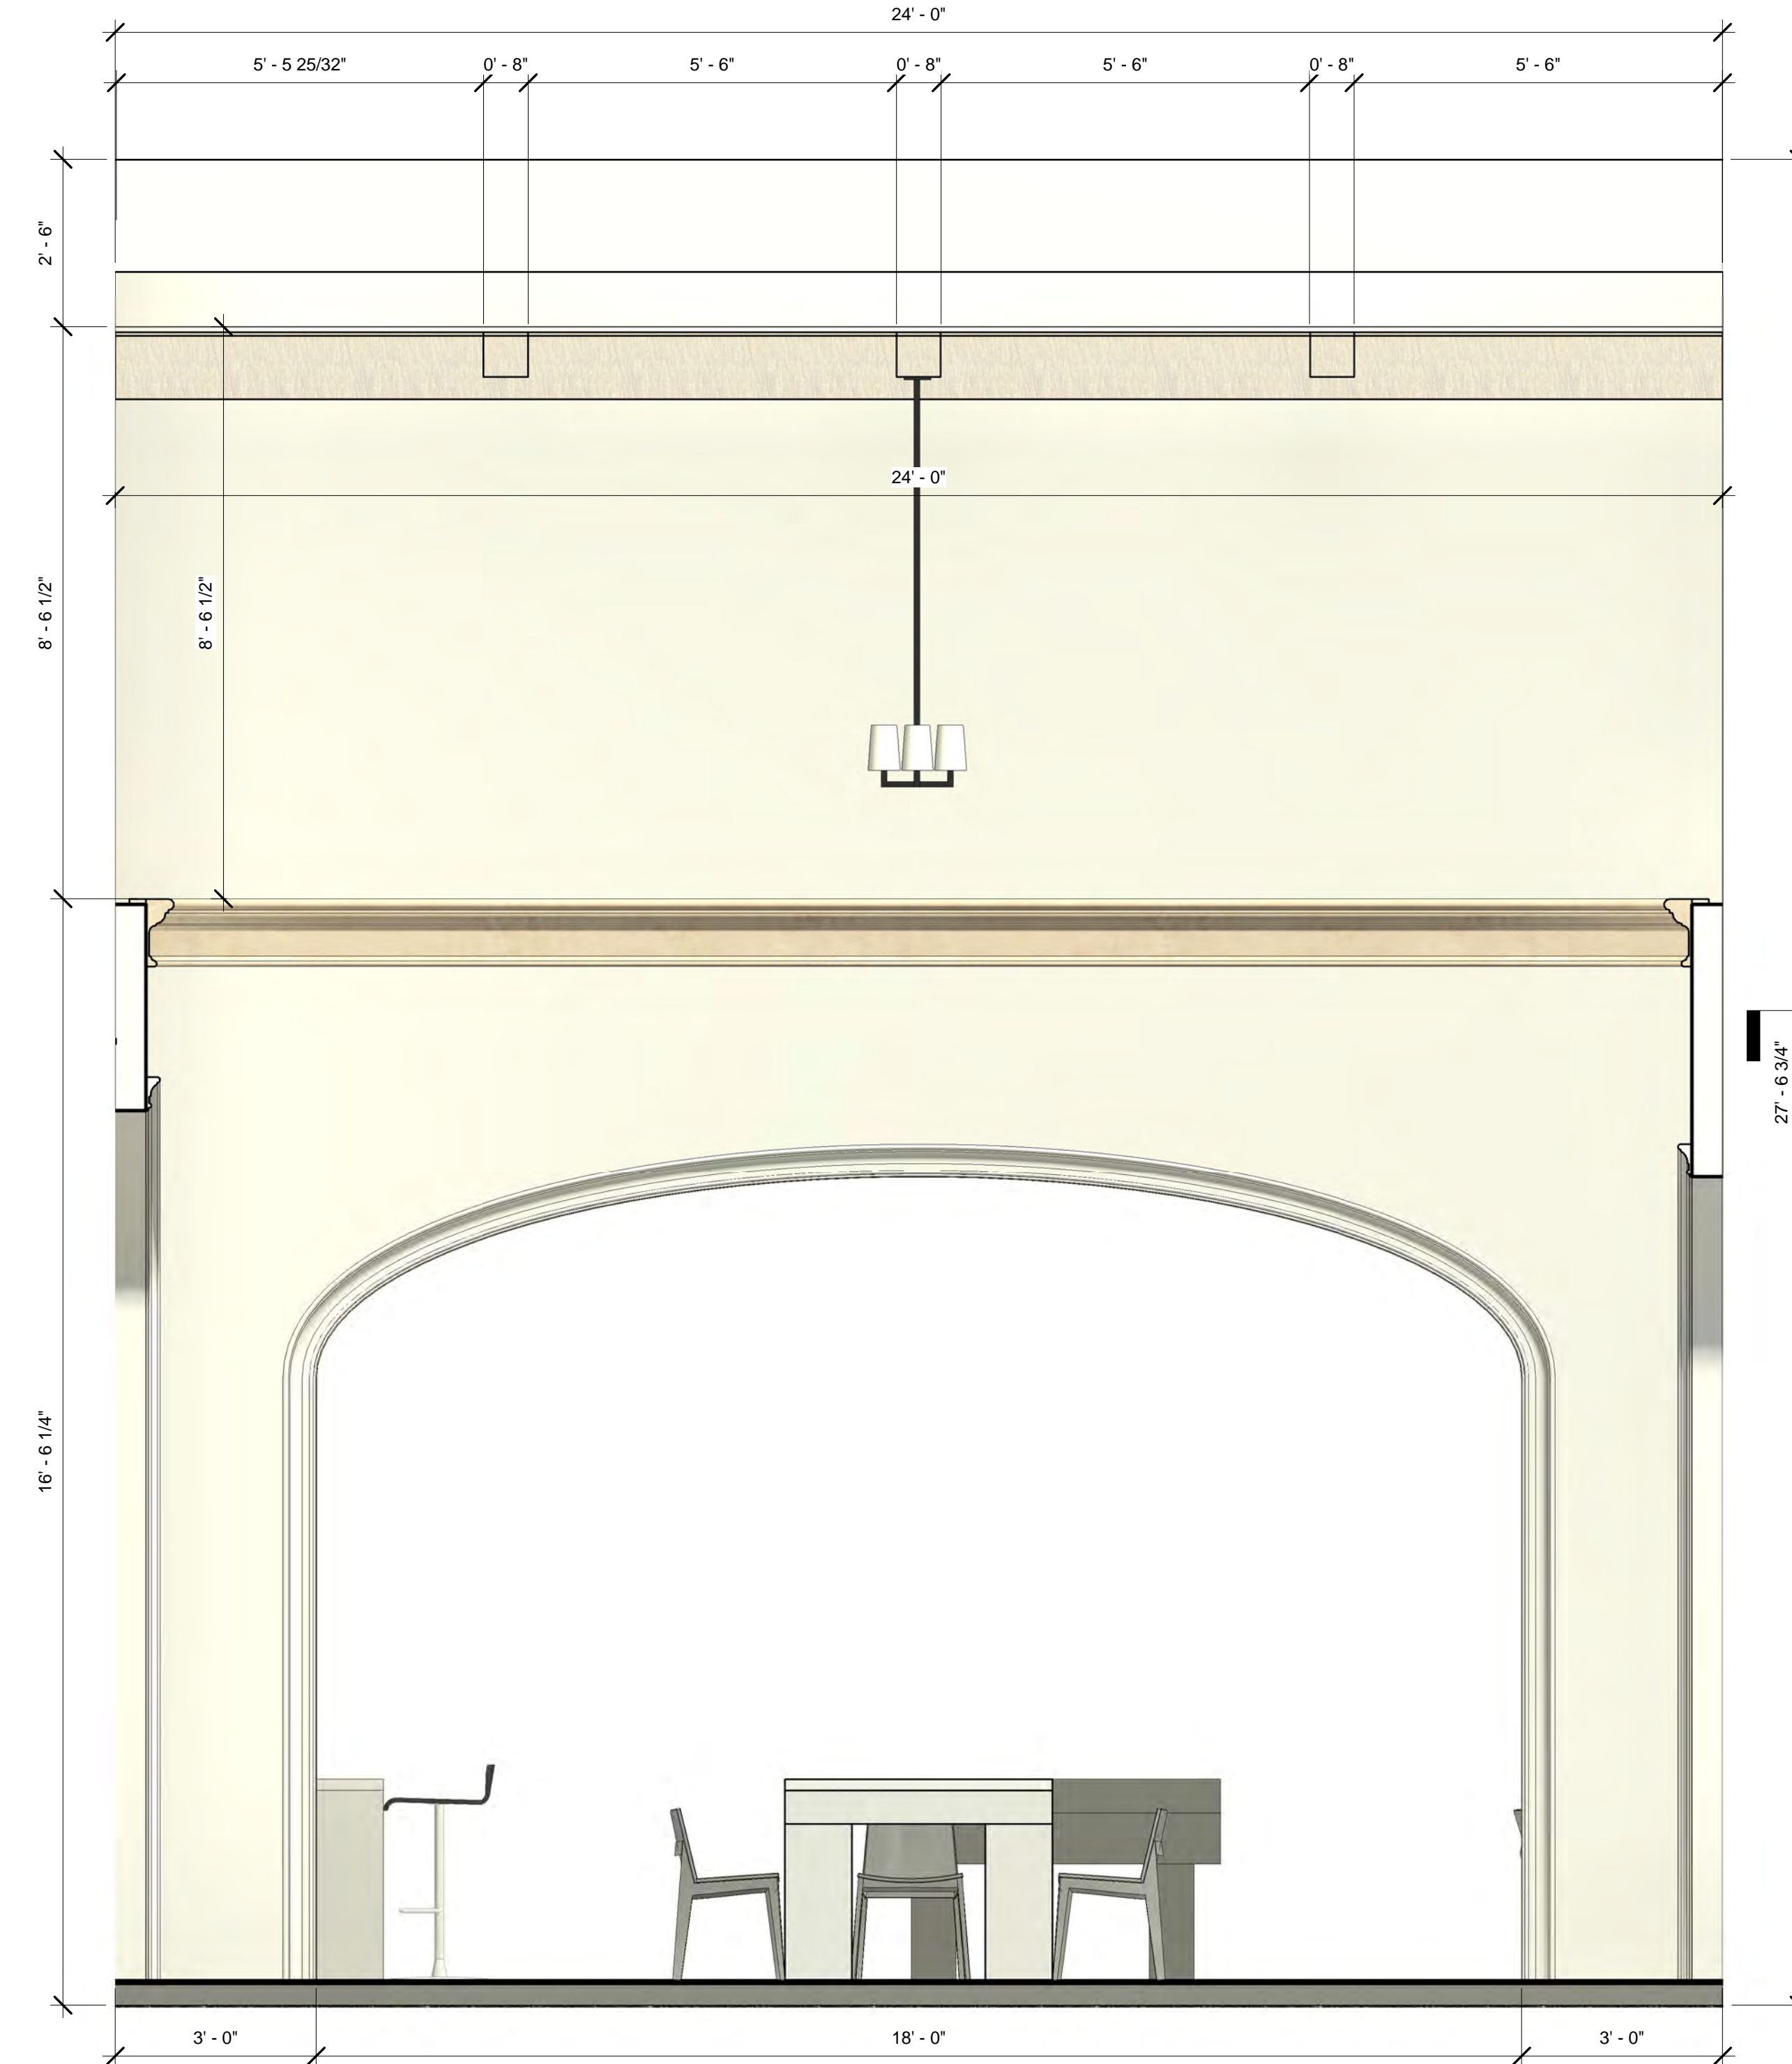 24' - 0"
5' - 5 25/32"
0' - 8"
5' - 6"
0' - 8"
5' - 6"
0' - 8"
5' - 6"
2' - 6"
24' - 0"
8' - 6 1/2"
8' - 6 1/2"
27' - 6 3/4"
16' - 6 1/4"
3' - 0"
18' - 0"
3' - 0"